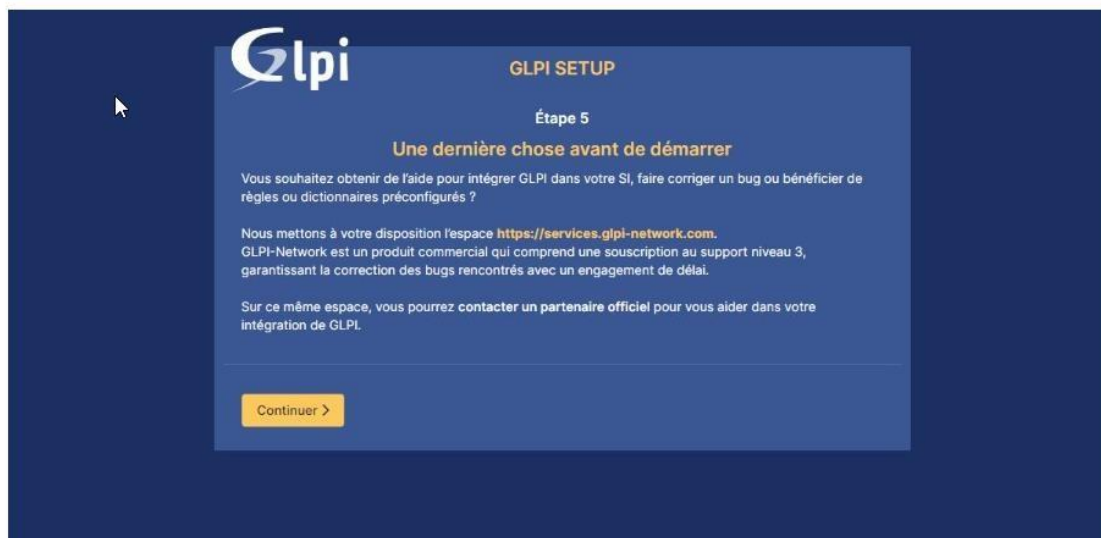 Glpi
GLPI SETUP
Étape 5
Une dernière chose avant de démarrer
Vous souhaitez obtenir de l'aide pour intégrer GLPI dans votre SI, faire corriger un bug ou bénéficier de
règles ou dictionnaires préconfigurés ?
Nous mettons à votre disposition l'espace https://services.glpi-network.com.
GLPI-Network est un produit commercial qui comprend une souscription au support niveau 3,
garantissant la correction des bugs rencontrés avec un engagement de délai.
Sur ce même espace, vous pourrez contacter un partenaire officiel pour vous aider dans votre
intégration de GLPI.
Continuer >